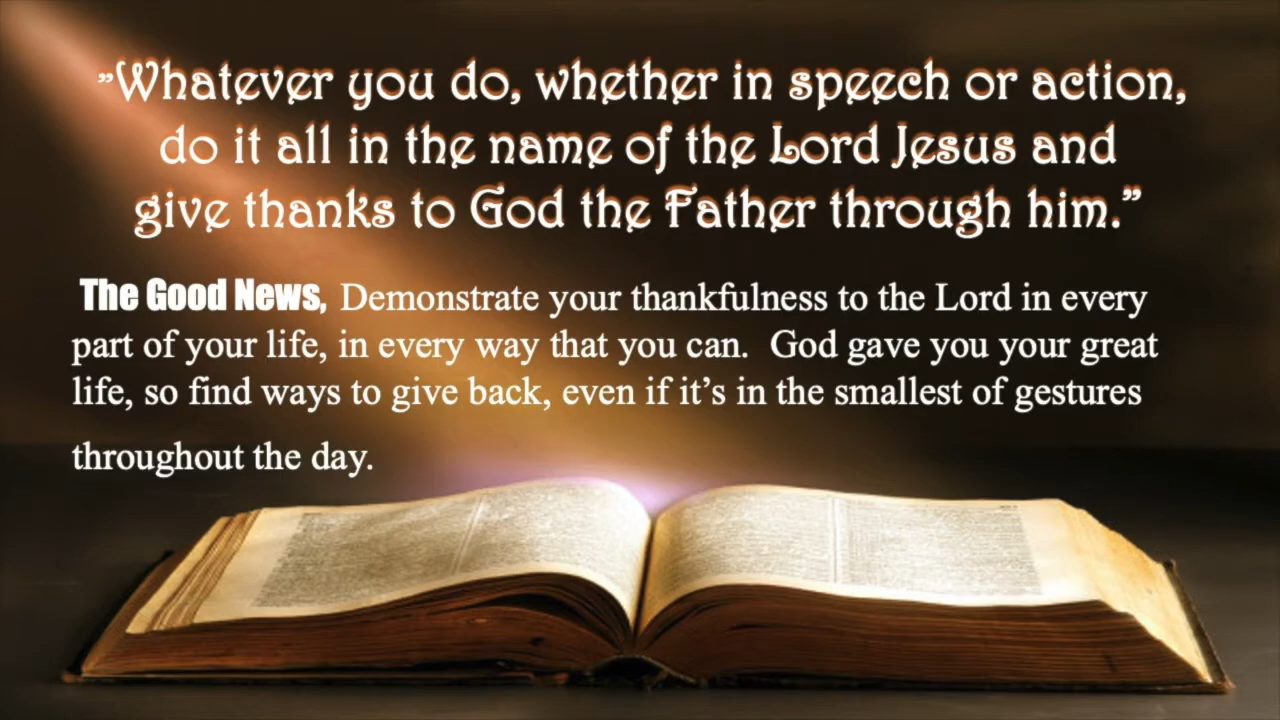 ”Whatever you do, whether in speech or action,
do it all in the name of the Lord Jesus and
give thanks to God the Father through him.”
The Good News, Demonstrate your thankfulness to the Lord in every
part of your life, in every way that you can.  God gave you your great
life, so find ways to give back, even if it’s in the smallest of gestures
throughout the day.